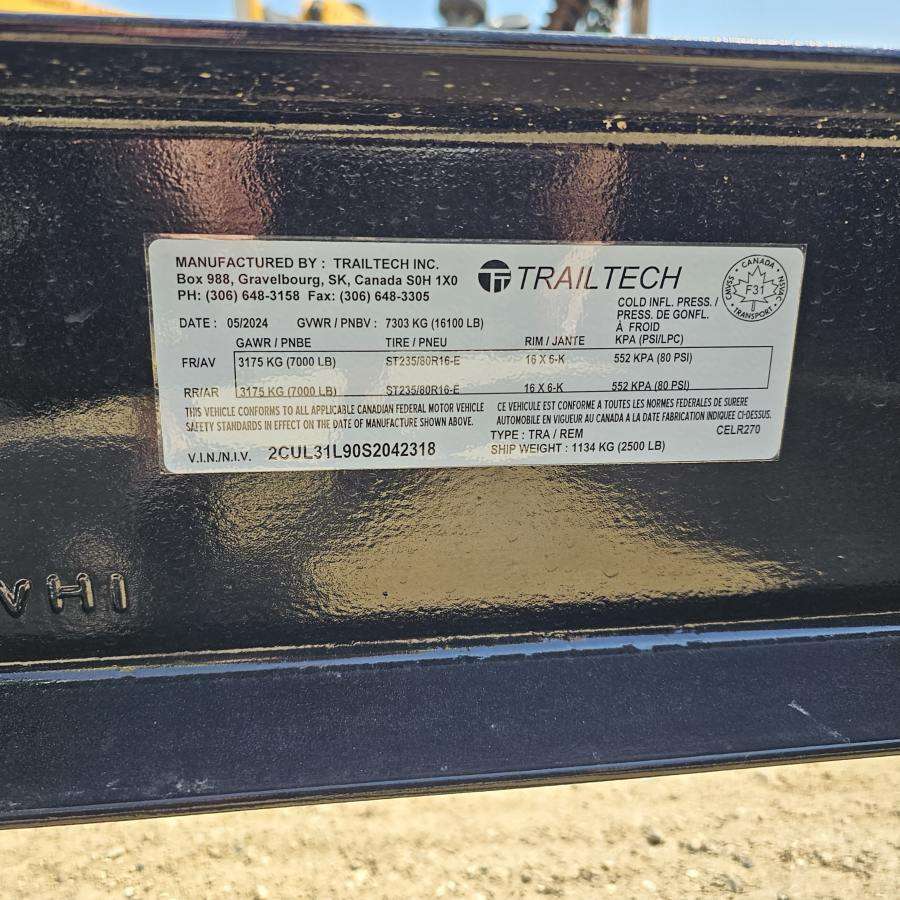 MANUFACTURED BY : TRAILTECH INC.
Box 988, Gravelbourg, SK, Canada S0H 1X0
PH: (306) 648-3158 Fax: (306) 648-3305
TT TRAILTECH
CANADA
F31
TRANSPORT
CMVSS
NSVAC
COLD INFL. PRESS. /
PRESS. DE GONFL.
À FROID
DATE : 05/2024 GVWR / PNBV : 7303 KG (16100 LB)
GAWR / PNBE TIRE / PNEU RIM / JANTE KPA (PSI/LPC)
FR/AV 3175 KG (7000 LB) ST235/80R16-E 16 X 6-K 552 KPA (80 PSI)
RR/AR 3175 KG (7000 LB) ST235/80R16-E 16 X 6-K 552 KPA (80 PSI)
THIS VEHICLE CONFORMS TO ALL APPLICABLE CANADIAN FEDERAL MOTOR VEHICLE
SAFETY STANDARDS IN EFFECT ON THE DATE OF MANUFACTURE SHOWN ABOVE.
CE VEHICULE EST CONFORME A TOUTES LES NORMES FEDERALES DE SURERE
AUTOMOBILE EN VIGUEUR AU CANADA A LA DATE FABRICATION INDIQUEE CI-DESSUS.
TYPE : TRA / REM CELR270
V.I.N./N.I.V. 2CUL31L90S2042318 SHIP WEIGHT : 1134 KG (2500 LB)
VHI